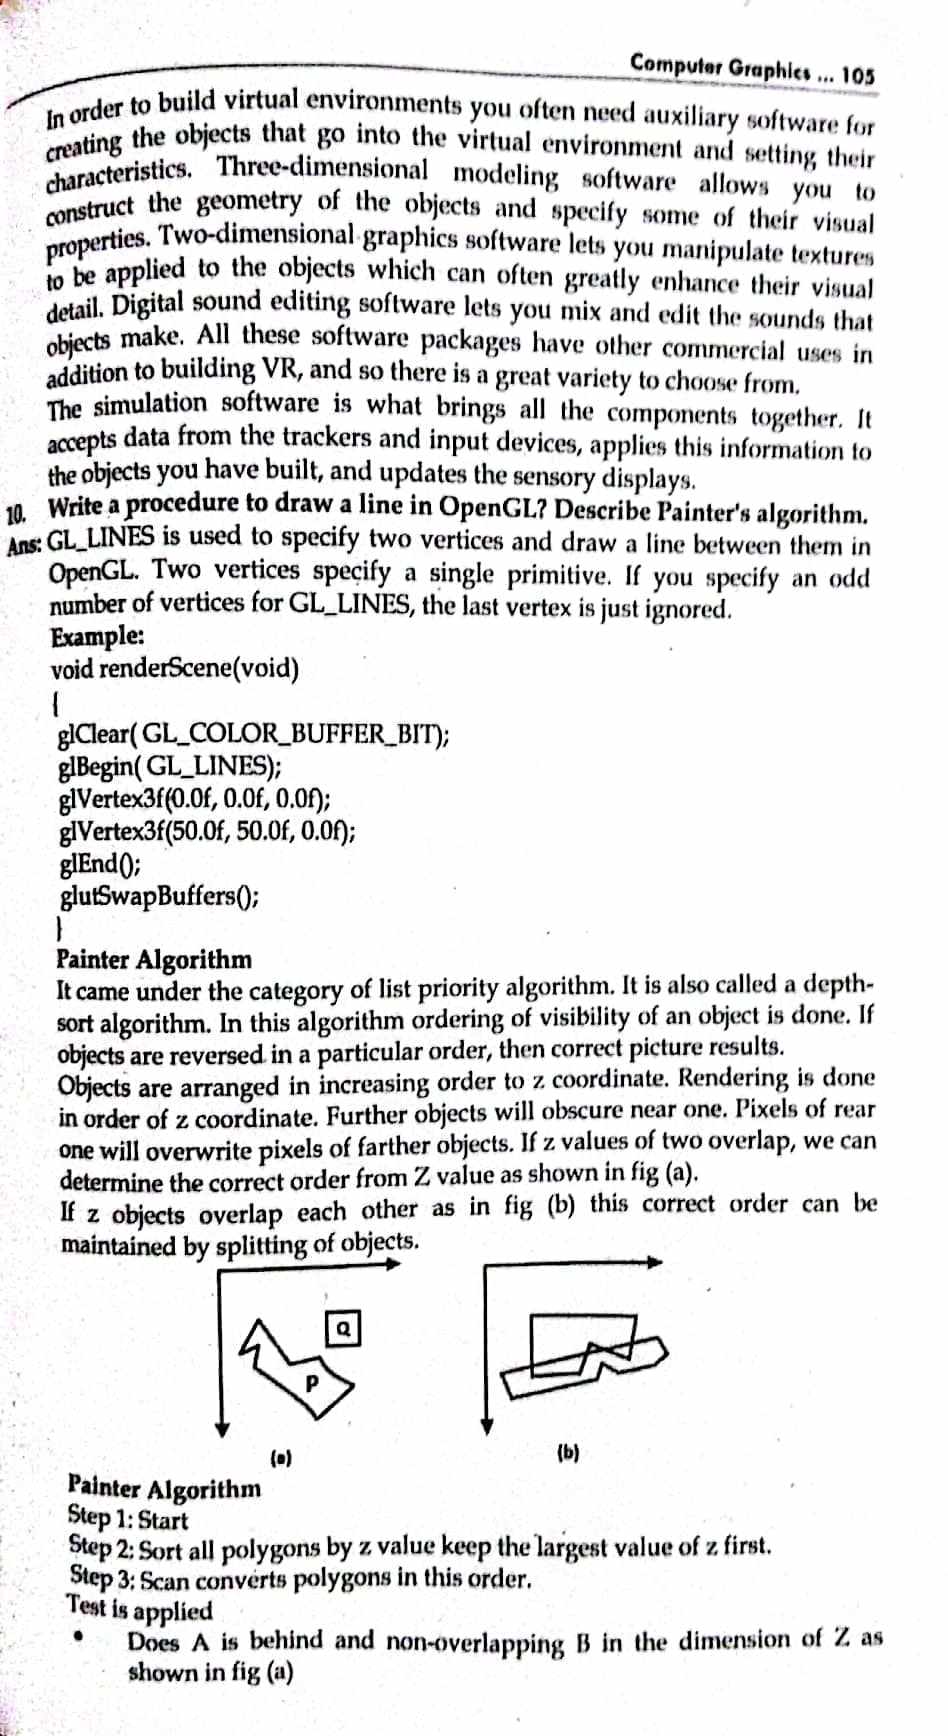 Computer Graphics ... 105
In order to build virtual environments you often need auxiliary software for
creating the objects that go into the virtual environment and setting their
characteristics. Three-dimensional modeling software allows you to
construct the geometry of the objects and specify some of their visual
properties. Two-dimensional graphics software lets you manipulate textures
to be applied to the objects which can often greatly enhance their visual
detail. Digital sound editing software lets you mix and edit the sounds that
objects make. All these software packages have other commercial uses in
addition to building VR, and so there is a great variety to choose from.
The simulation software is what brings all the components together. It
accepts data from the trackers and input devices, applies this information to
the objects you have built, and updates the sensory displays.
10. Write a procedure to draw a line in OpenGL? Describe Painter's algorithm.
Ans: GL_LINES is used to specify two vertices and draw a line between them in
OpenGL. Two vertices specify a single primitive. If you specify an odd
number of vertices for GL_LINES, the last vertex is just ignored.
Example:
void renderScene(void)
{
glClear( GL_COLOR_BUFFER_BIT);
glBegin( GL_LINES);
glVertex3f(0.0f, 0.0f, 0.0f);
glVertex3f(50.0f, 50.0f, 0.0f);
glEnd();
glutSwapBuffers();
}
Painter Algorithm
It came under the category of list priority algorithm. It is also called a depth-
sort algorithm. In this algorithm ordering of visibility of an object is done. If
objects are reversed in a particular order, then correct picture results.
Objects are arranged in increasing order to z coordinate. Rendering is done
in order of z coordinate. Further objects will obscure near one. Pixels of rear
one will overwrite pixels of farther objects. If z values of two overlap, we can
determine the correct order from Z value as shown in fig (a).
If z objects overlap each other as in fig (b) this correct order can be
maintained by splitting of objects.
Q
P
(a)
(b)
Painter Algorithm
Step 1: Start
Step 2: Sort all polygons by z value keep the largest value of z first.
Step 3: Scan converts polygons in this order.
Test is applied
• Does A is behind and non-overlapping B in the dimension of Z as
shown in fig (a)